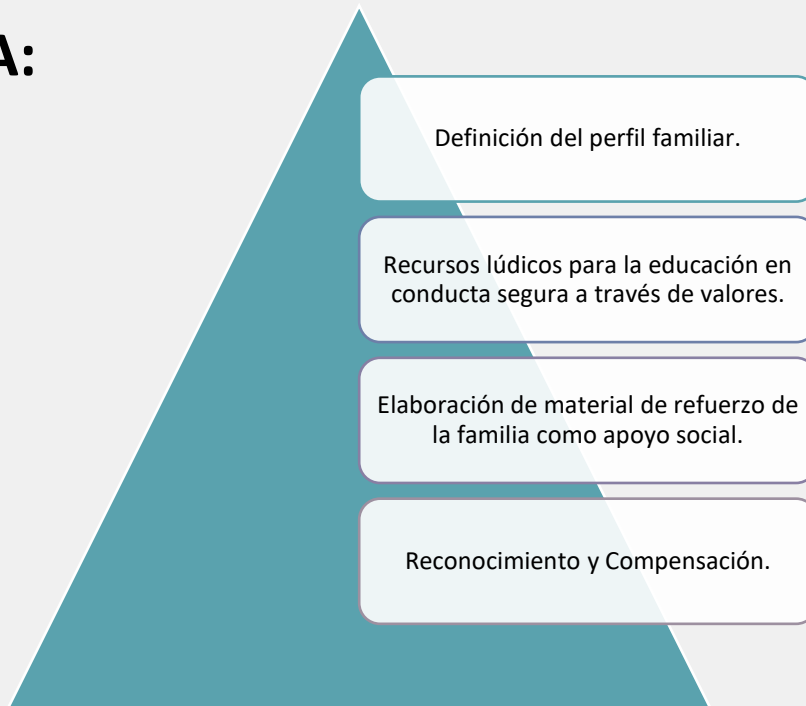 A:
Definición del perfil familiar.
Recursos lúdicos para la educación en
conducta segura a través de valores.
Elaboración de material de refuerzo de
la familia como apoyo social.
Reconocimiento y Compensación.